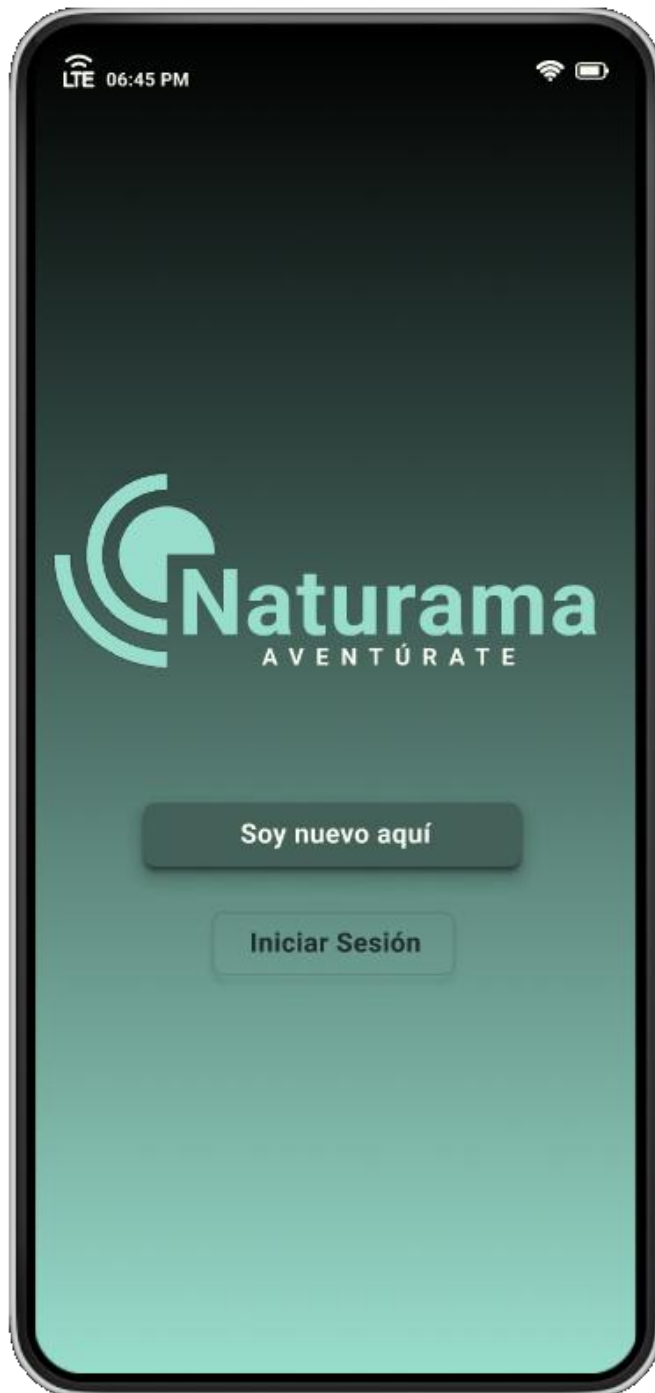 LTE 06:45 PM
Naturama
AVENTÚRATE
Soy nuevo aquí
Iniciar Sesión